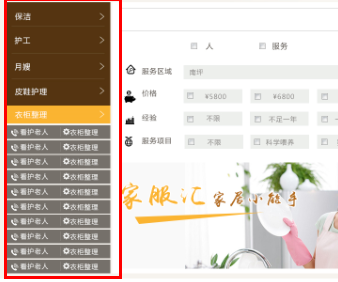 保洁
护工
月嫂
皮鞋护理
衣柜整理
看护老人 衣柜整理
看护老人 衣柜整理
看护老人 衣柜整理
看护老人 衣柜整理
看护老人 衣柜整理
看护老人 衣柜整理
看护老人 衣柜整理
看护老人 衣柜整理
看护老人 衣柜整理
看护老人 衣柜整理
人 服务
服务区域 南坪
价格 ¥5800 ¥6800
经验 不限 不足一年
服务项目 不限 科学喂养
家服汇 家居小能手